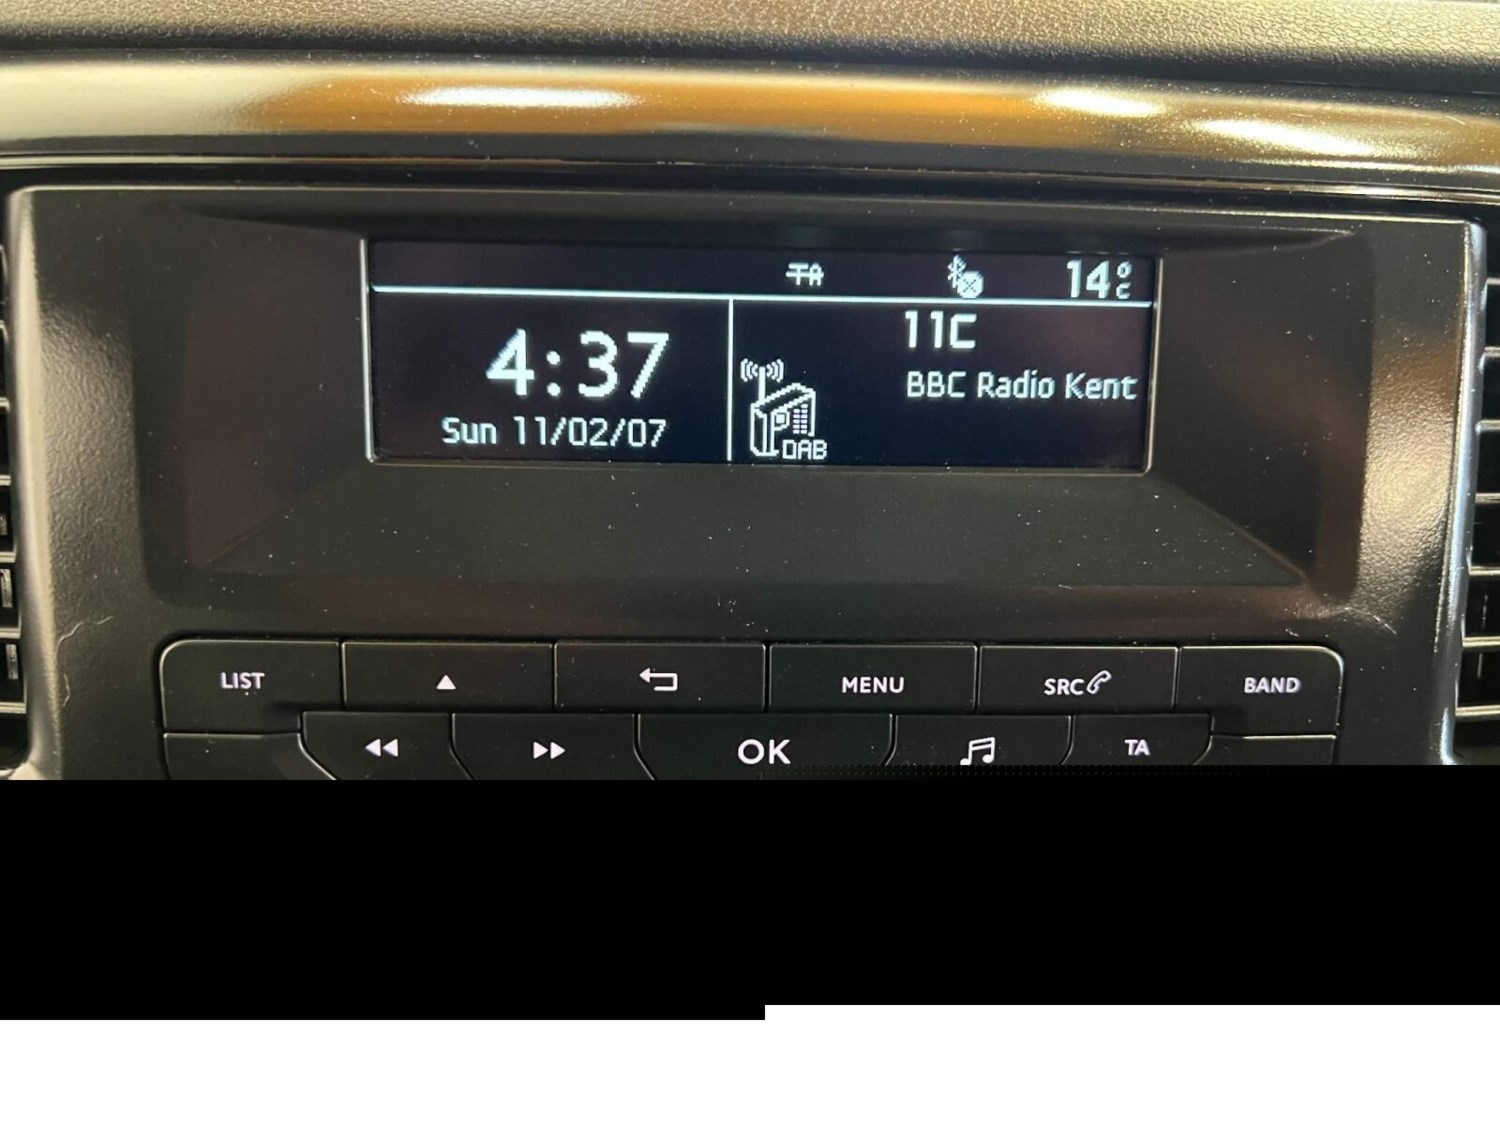 TA 14°C
11C
4:37
BBC Radio Kent
Sun 11/02/07
DAB
LIST MENU SRC BAND
OK TA